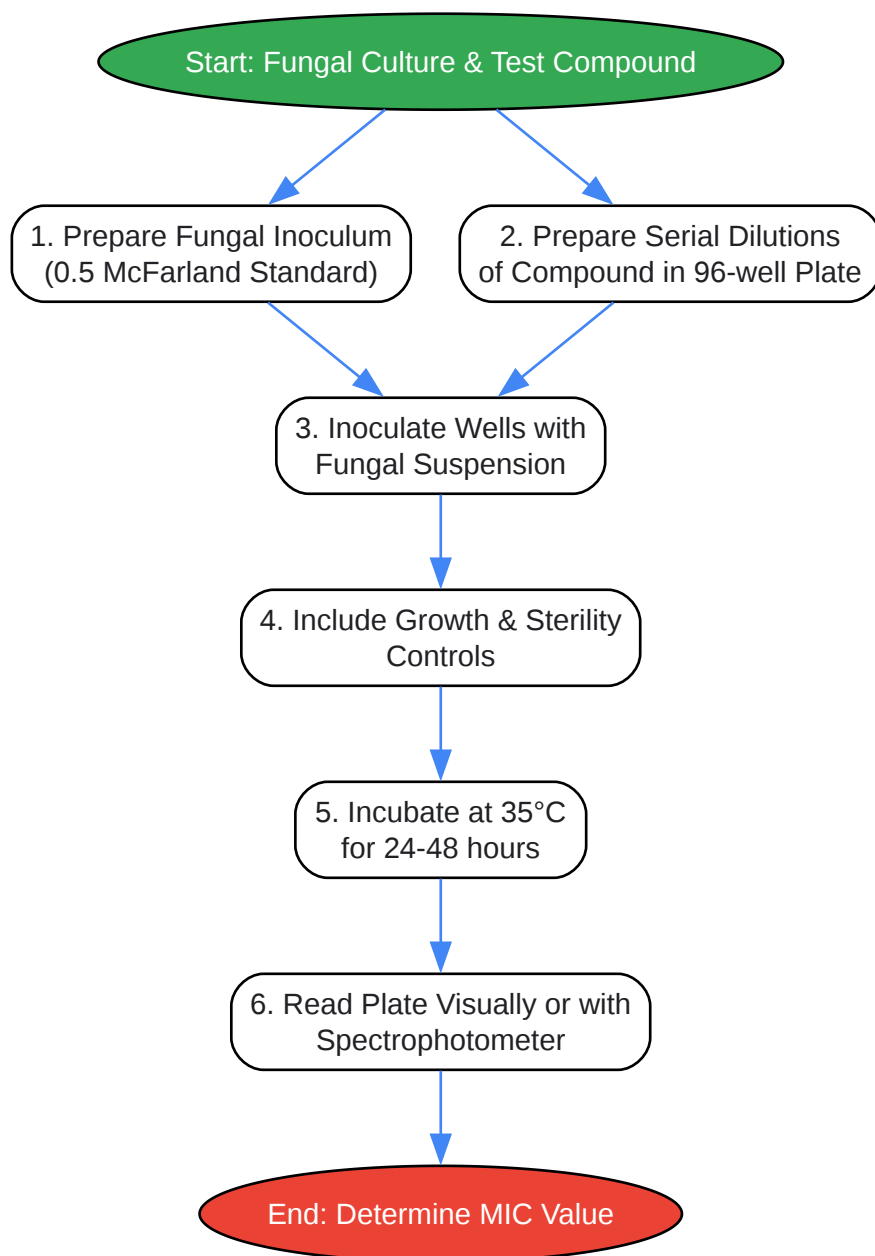 Start: Fungal Culture & Test Compound
1. Prepare Fungal Inoculum
(0.5 McFarland Standard)
2. Prepare Serial Dilutions
of Compound in 96-well Plate
3. Inoculate Wells with
Fungal Suspension
4. Include Growth & Sterility
Controls
5. Incubate at 35°C
for 24-48 hours
6. Read Plate Visually or with
Spectrophotometer
End: Determine MIC Value